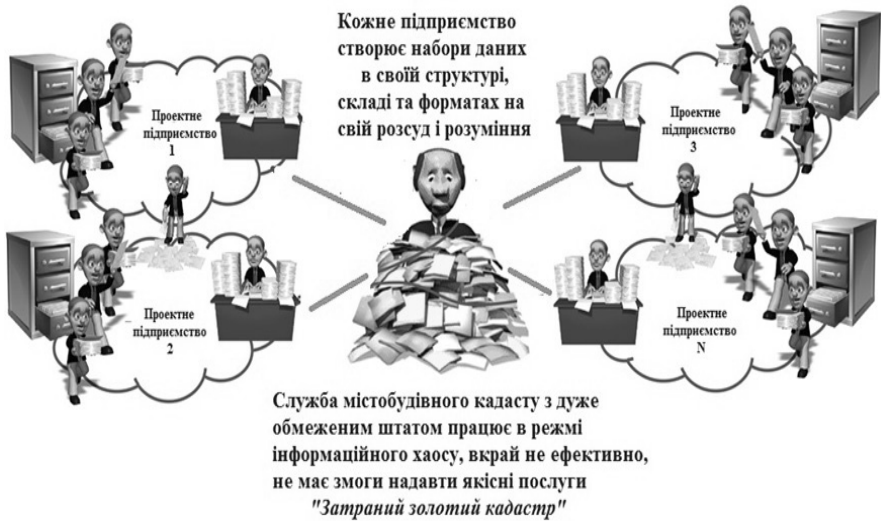 Кожне підприємство
створює набори даних
в своїй структурі,
складі та форматах на
свій розсуд і розуміння
Проектне
підприємство
1
Проектне
підприємство
3
Проектне
підприємство
2
Проектне
підприємство
N
Служба містобудівного кадасту з дуже
обмеженим штатом працює в режмі
інформаційного хаосу, вкрай не ефективно,
не має змоги надавти якісні послуги
"Затраний золотий кадастр"